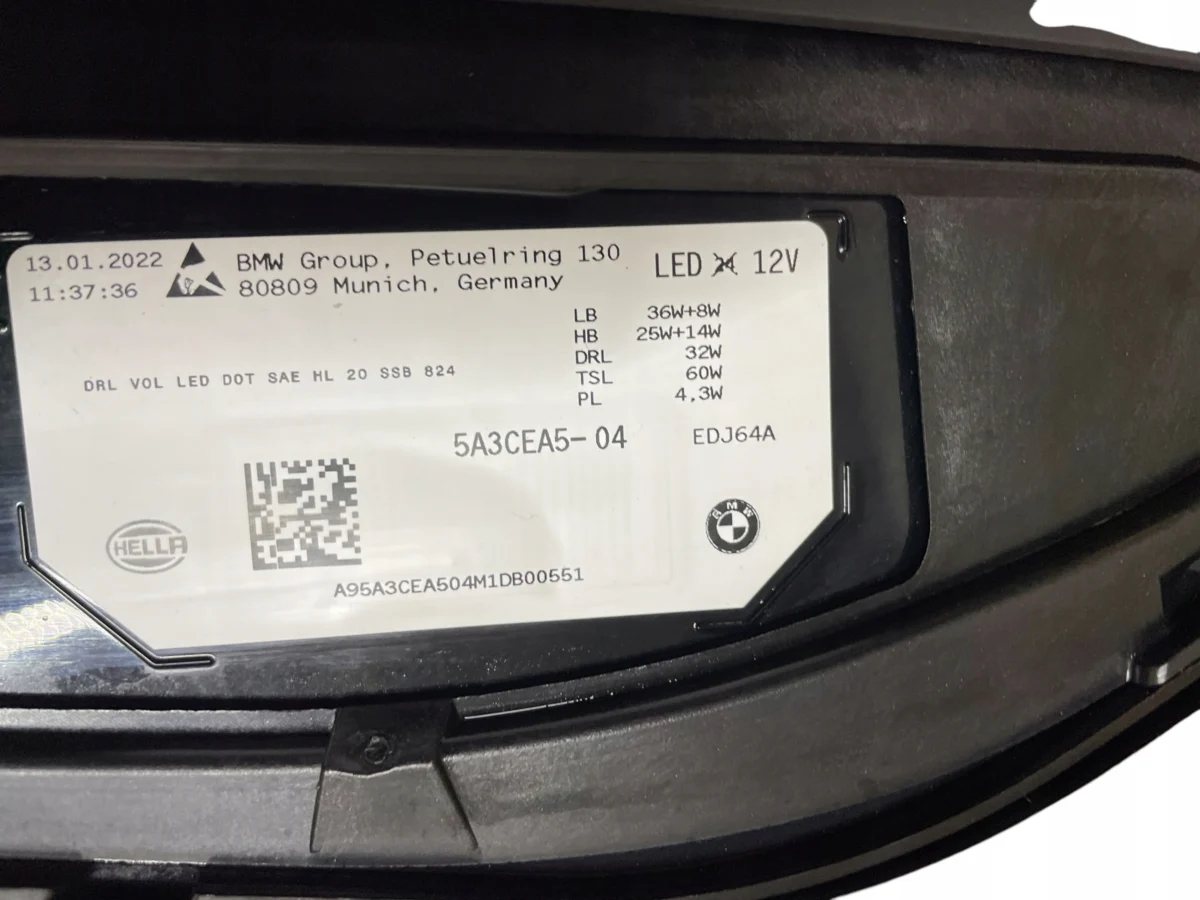 13.01.2022
11:37:36
BMW Group, Petuelring 130
80809 Munich, Germany
LED 12V
LB 36W+8W
HB 25W+14W
DRL 32W
TSL 60W
PL 4,3W
DRL VOL LED DOT SAE HL 20 SSB 824
5A3CEA5-04
EDJ64A
HELLA
BMW
A95A3CEA504M1DB00551